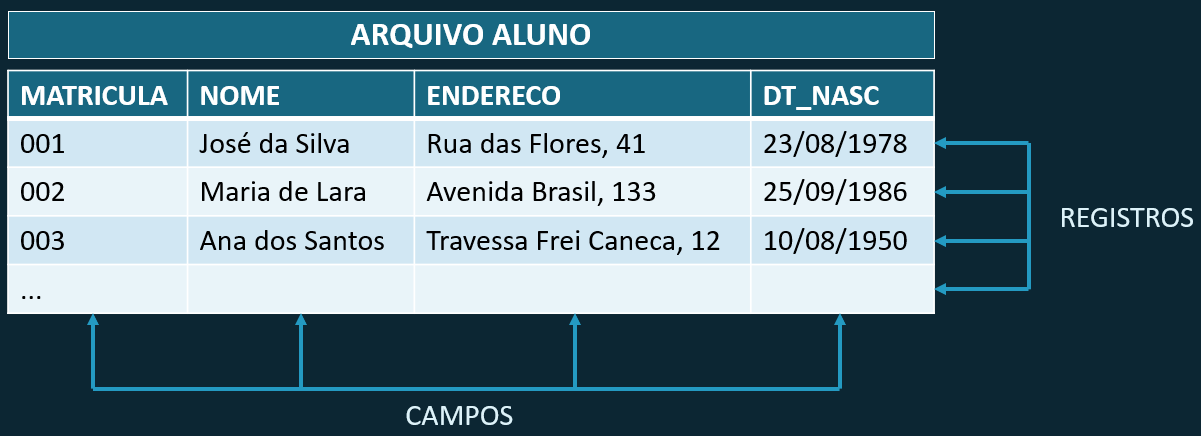 ARQUIVO ALUNO
MATRICULA NOME ENDERECO DT_NASC
001 José da Silva Rua das Flores, 41 23/08/1978
002 Maria de Lara Avenida Brasil, 133 25/09/1986
REGISTROS
003 Ana dos Santos Travessa Frei Caneca, 12 10/08/1950
...
CAMPOS